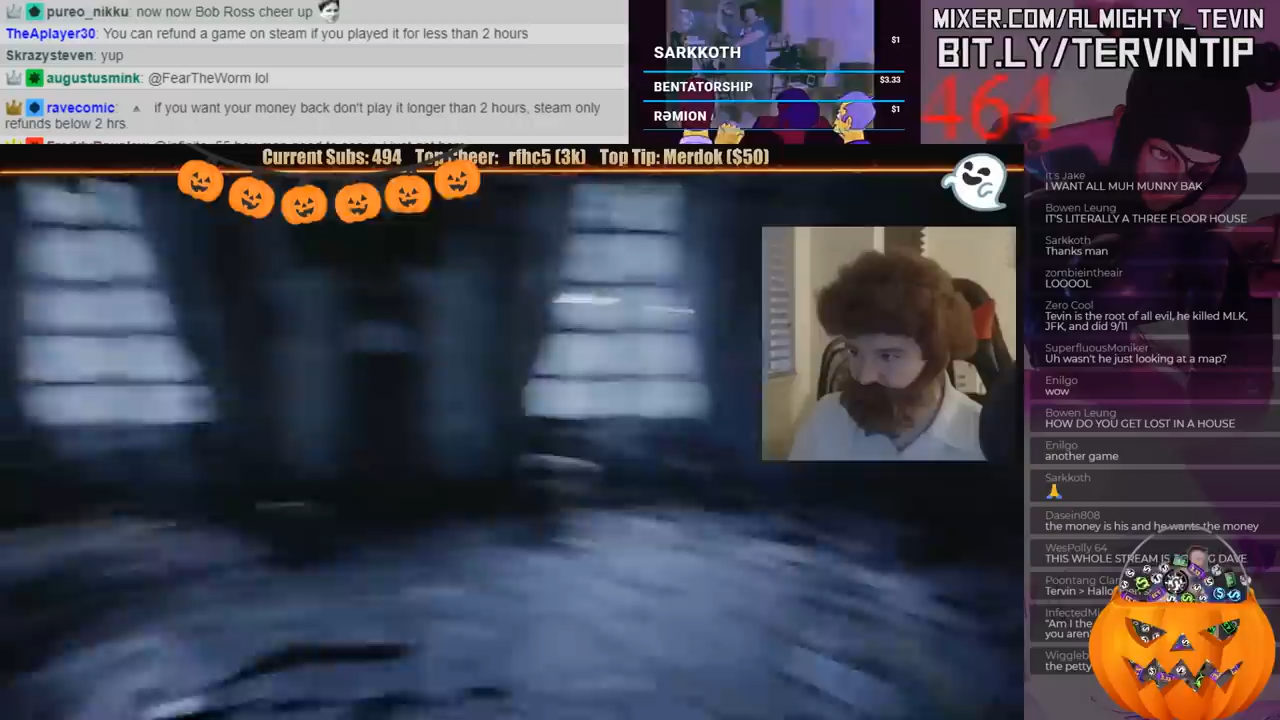 pureo_nikku: now now Bob Ross cheer up
TheAplayer30: You can refund a game on steam if you played it for less than 2 hours
Skrazysteven: yup
augustusmink: @FearTheWorm lol
ravecomic: if you want your money back don't play it longer than 2 hours, steam only
refunds below 2 hrs.
SARKKOTH $1
BENTATORSHIP $3.33
RƏMION $1
MIXER.COM/ALMIGHTY_TEVIN
BIT.LY/TERVINTIP
464
Current Subs: 494 Top Cheer: rfhc5 (3k) Top Tip: Merdok ($50)
It's Jake
I WANT ALL MUH MUNNY BAK
Bowen Leung
IT'S LITERALLY A THREE FLOOR HOUSE
Sarkkoth
Thanks man
zombieintheair
LOOOOL
Zero Cool
Tevin is the root of all evil, he killed MLK,
JFK, and did 9/11
SuperfluousMoniker
Uh wasn't he just looking at a map?
Enilgo
wow
Bowen Leung
HOW DO YOU GET LOST IN A HOUSE
Enilgo
another game
Sarkkoth
Dasein808
the money is his and he wants the money
WesPolly 64
THIS WHOLE STREAM IS DAVE
Poontang
Tervin >
"Am I the
you aren'
the petty